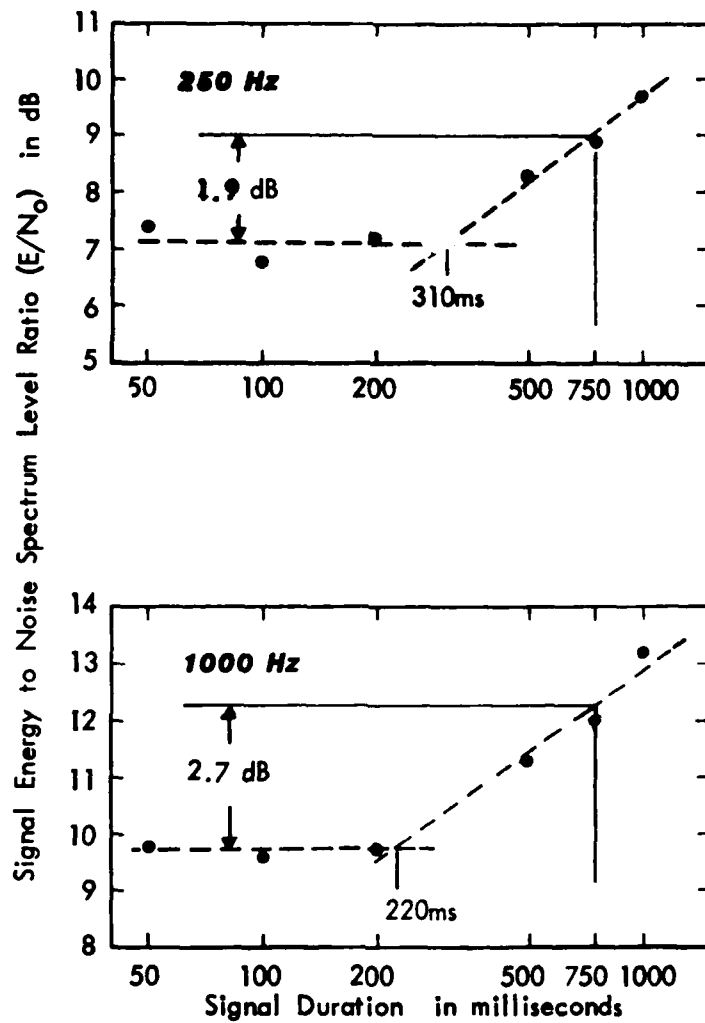 Signal Energy to Noise Spectrum Level Ratio (E/No) in dB
11
10
9
8
7
6
5
250 Hz
1.9 dB
310ms
50 100 200 500 750 1000
14
13
12
11
10
9
8
1000 Hz
2.7 dB
220ms
50 100 200 500 750 1000
Signal Duration in milliseconds